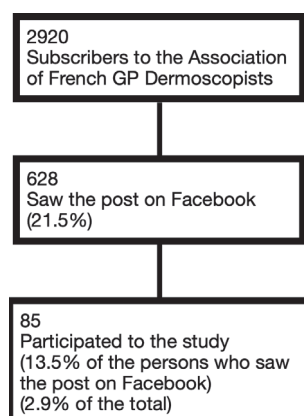 2920
Subscribers to the Association
of French GP Dermoscopists
628
Saw the post on Facebook
(21.5%)
85
Participated to the study
(13.5% of the persons who saw
the post on Facebook)
(2.9% of the total)